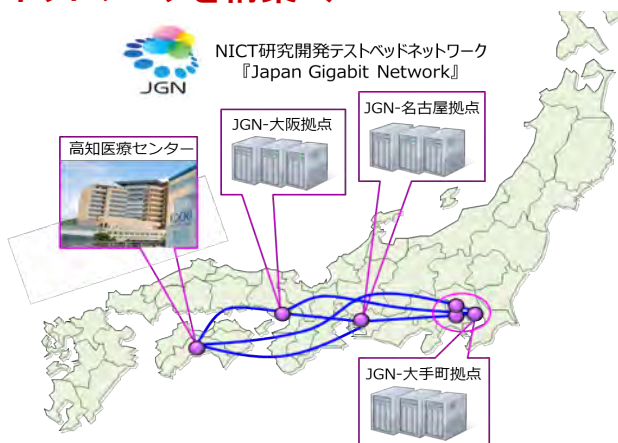 NICT研究開発テストベッドネットワーク
『Japan Gigabit Network』
JGN
JGN-大阪拠点
JGN-名古屋拠点
高知医療センター
JGN-大手町拠点